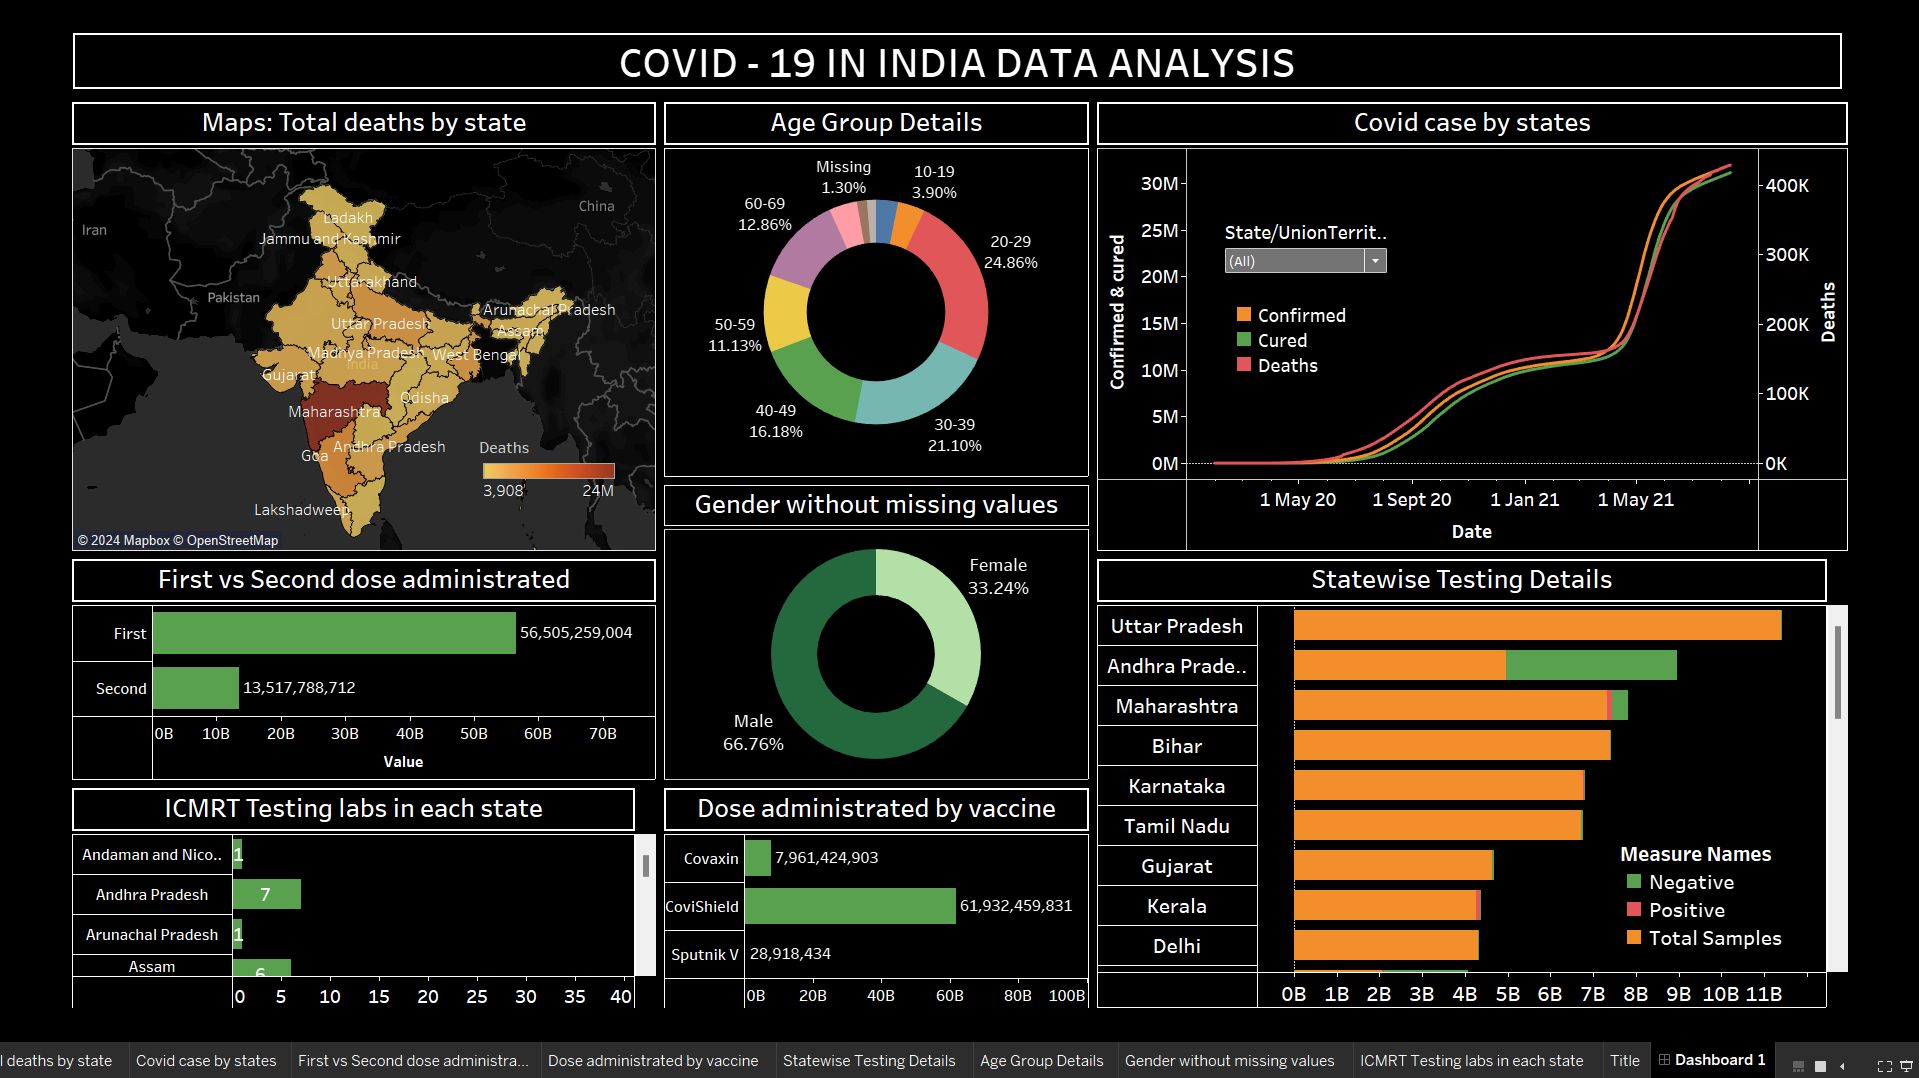 COVID - 19 IN INDIA DATA ANALYSIS
Maps: Total deaths by state
Iran
China
Pakistan
Ladakh
Jammu and Kashmir
Uttarakhand
Arunachal Pradesh
Uttar Pradesh
Assam
Madhya Pradesh
West Bengal
India
Gujarat
Odisha
Maharashtra
Andhra Pradesh
Goa
Lakshadweep
Deaths
3,908
24M
© 2024 Mapbox © OpenStreetMap
Age Group Details
Missing
1.30%
10-19
3.90%
60-69
12.86%
20-29
24.86%
50-59
11.13%
40-49
16.18%
30-39
21.10%
Covid case by states
Confirmed & cured
30M
25M
20M
15M
10M
5M
0M
State/UnionTerrit..
(All)
Confirmed
Cured
Deaths
400K
300K
200K
100K
0K
Deaths
1 May 20
1 Sept 20
1 Jan 21
1 May 21
Date
First vs Second dose administrated
First
56,505,259,004
Second
13,517,788,712
0B 10B 20B 30B 40B 50B 60B 70B
Value
Gender without missing values
Female
33.24%
Male
66.76%
Statewise Testing Details
Uttar Pradesh
Andhra Prade..
Maharashtra
Bihar
Karnataka
Tamil Nadu
Gujarat
Kerala
Delhi
Measure Names
Negative
Positive
Total Samples
0B 1B 2B 3B 4B 5B 6B 7B 8B 9B 10B 11B
ICMRT Testing labs in each state
Andaman and Nico.. 1
Andhra Pradesh 7
Arunachal Pradesh 1
Assam 6
0 5 10 15 20 25 30 35 40
Dose administrated by vaccine
Covaxin 7,961,424,903
CoviShield 61,932,459,831
Sputnik V 28,918,434
0B 20B 40B 60B 80B 100B
l deaths by state
Covid case by states
First vs Second dose administra...
Dose administrated by vaccine
Statewise Testing Details
Age Group Details
Gender without missing values
ICMRT Testing labs in each state
Title
Dashboard 1